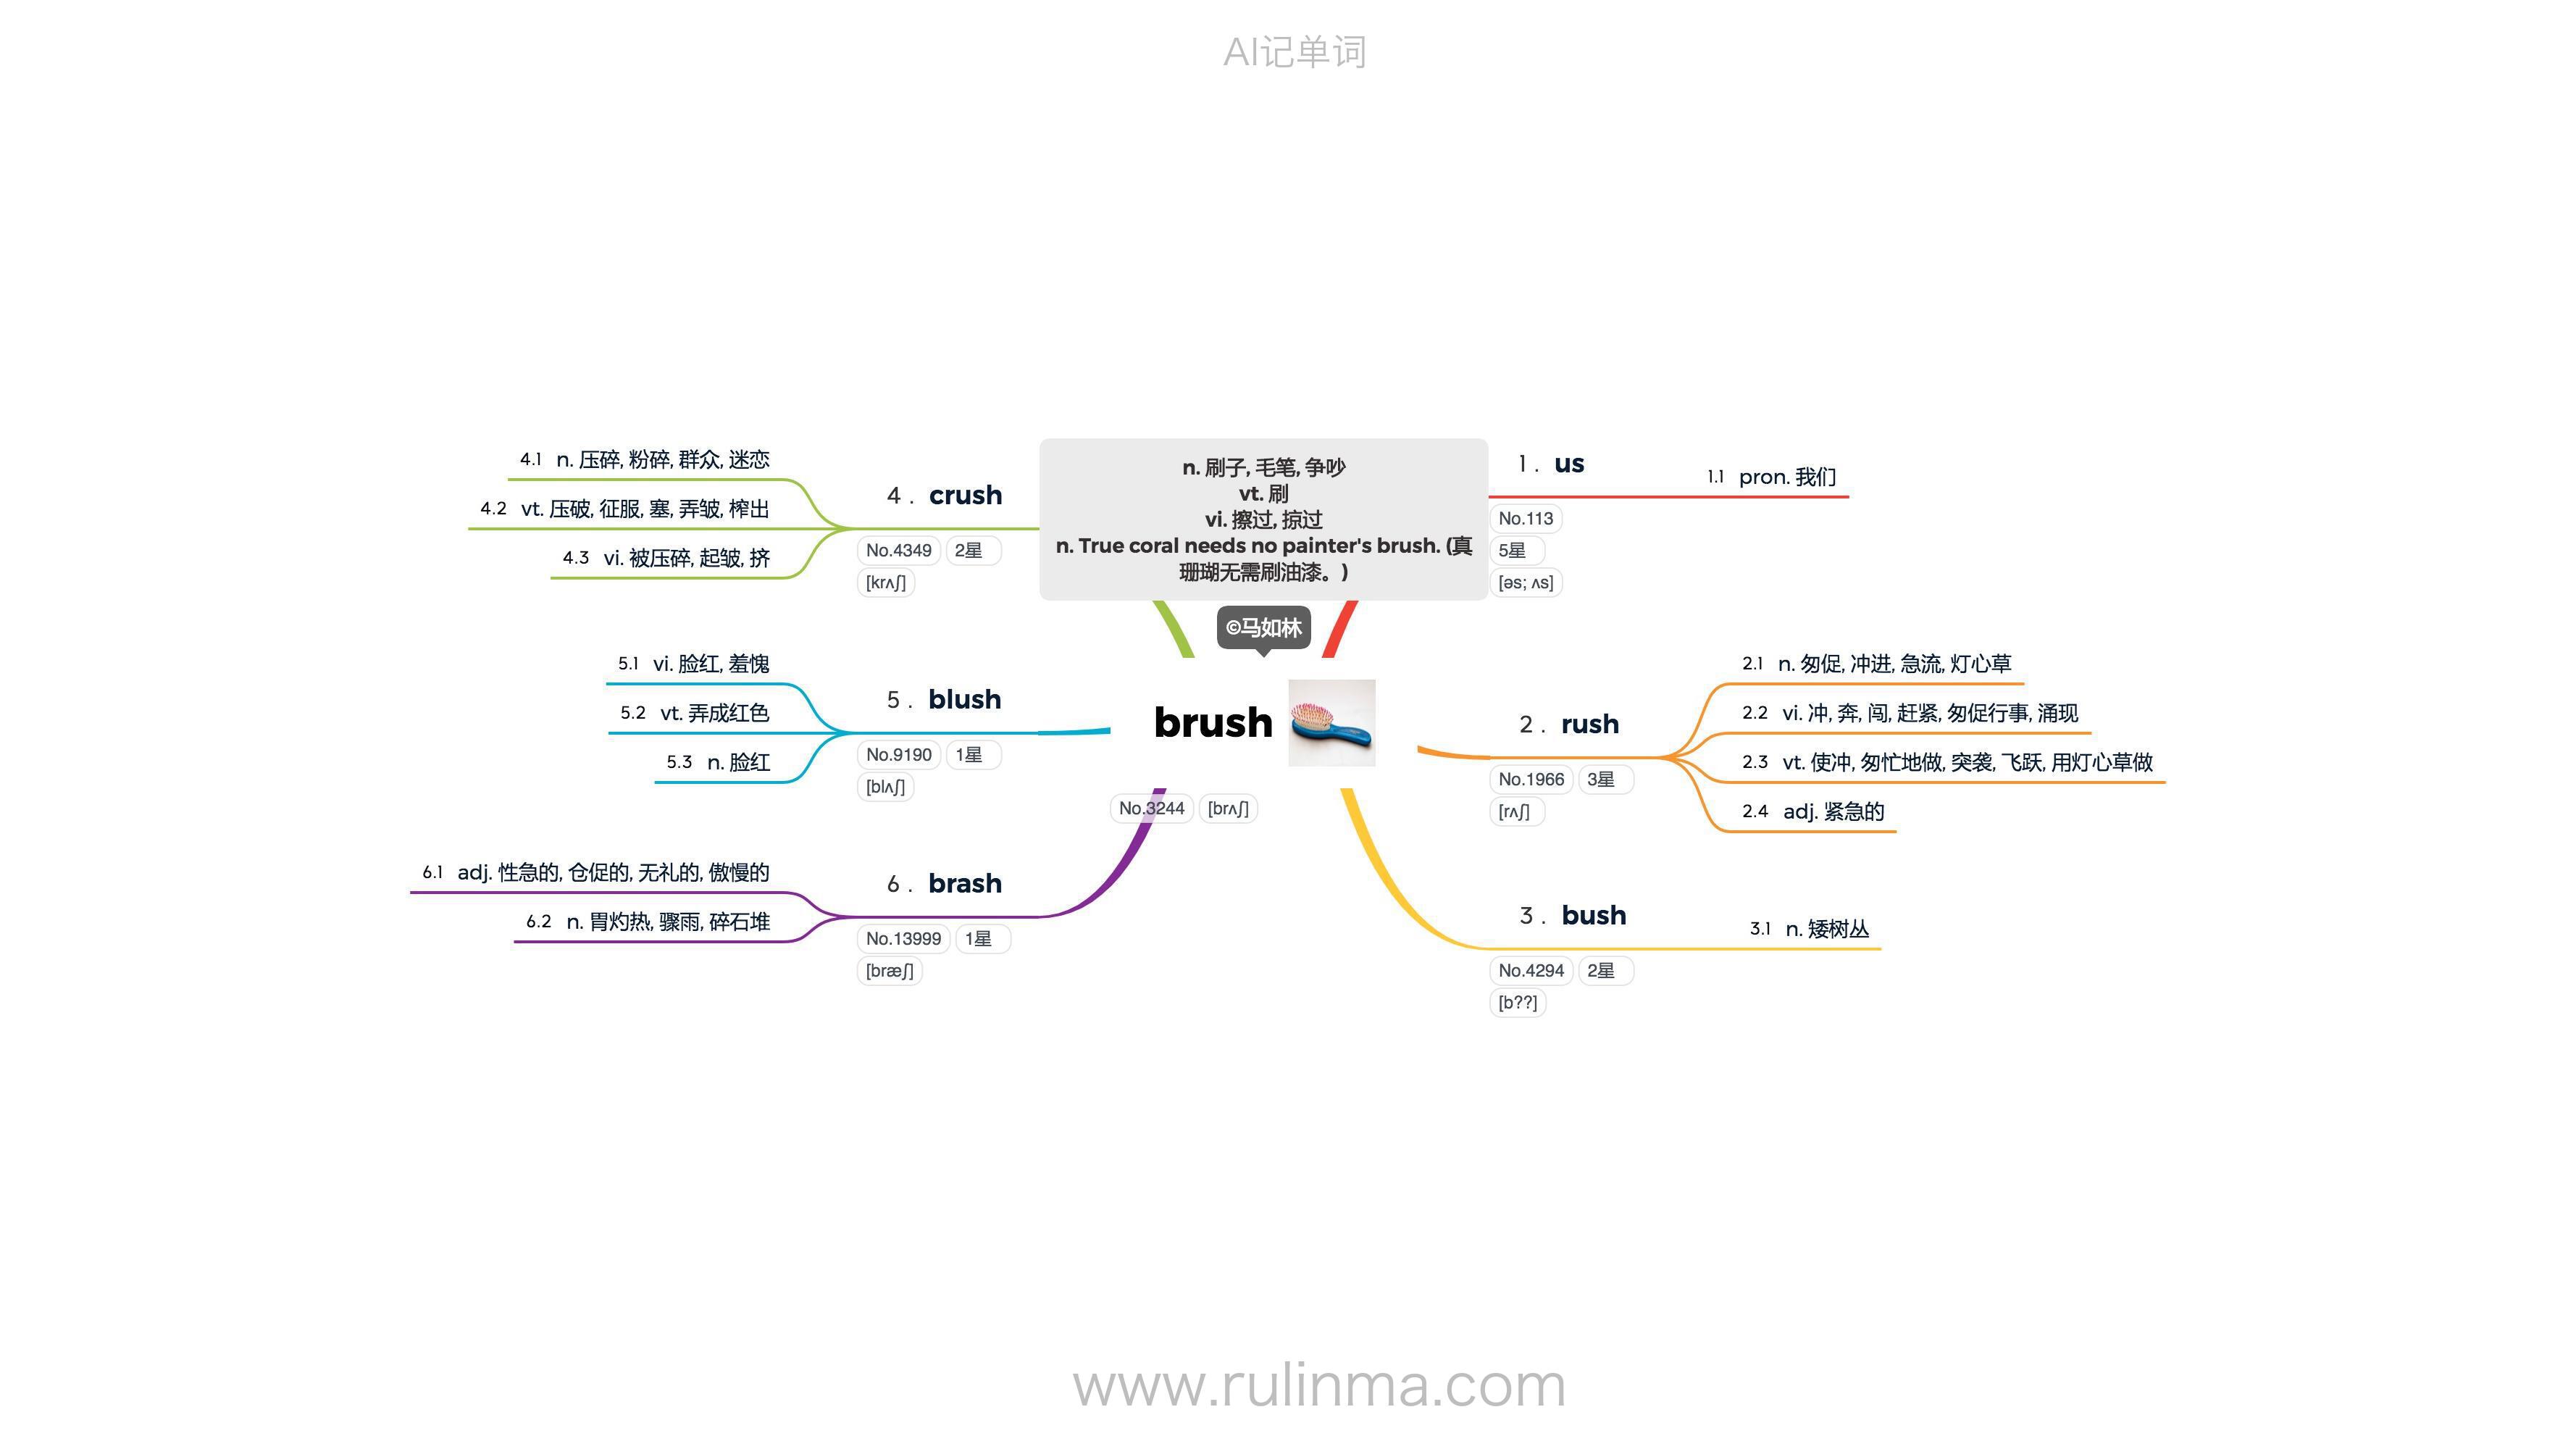 AI记单词
n. 刷子, 毛笔, 争吵
vt. 刷
vi. 擦过, 掠过
n. True coral needs no painter's brush. (真
珊瑚无需刷油漆。)
©马如林
brush
No.3244 [brʌʃ]
1. us
No.113
5星
[əs; ʌs]
1.1 pron. 我们
2. rush
No.1966 3星
[rʌʃ]
2.1 n. 匆促, 冲进, 急流, 灯心草
2.2 vi. 冲, 奔, 闯, 赶紧, 匆促行事, 涌现
2.3 vt. 使冲, 匆忙地做, 突袭, 飞跃, 用灯心草做
2.4 adj. 紧急的
3. bush
No.4294 2星
[b??]
3.1 n. 矮树丛
4. crush
No.4349 2星
[krʌʃ]
4.1 n. 压碎, 粉碎, 群众, 迷恋
4.2 vt. 压破, 征服, 塞, 弄皱, 榨出
4.3 vi. 被压碎, 起皱, 挤
5. blush
No.9190 1星
[blʌʃ]
5.1 vi. 脸红, 羞愧
5.2 vt. 弄成红色
5.3 n. 脸红
6. brash
No.13999 1星
[bræʃ]
6.1 adj. 性急的, 仓促的, 无礼的, 傲慢的
6.2 n. 胃灼热, 骤雨, 碎石堆
www.rulinma.com